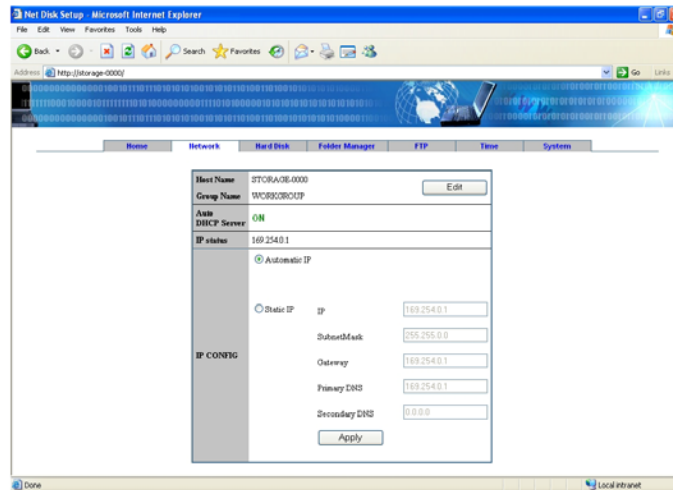 Net Disk Setup - Microsoft Internet Explorer
File Edit View Favorites Tools Help
Back Search Favorites
Address http://storage-0000/ Go Links
Home Network Hard Disk Folder Manager FTP Time System
Host Name STORAGE-0000
Edit
Group Name WORKGROUP
Auto
DHCP Server ON
IP status 169.254.0.1
Automatic IP
Static IP IP 169.254.0.1
SubnetMask 255.255.0.0
IP CONFIG
Gateway 169.254.0.1
Primary DNS 169.254.0.1
Secondary DNS 0.0.0.0
Apply
Done Local intranet